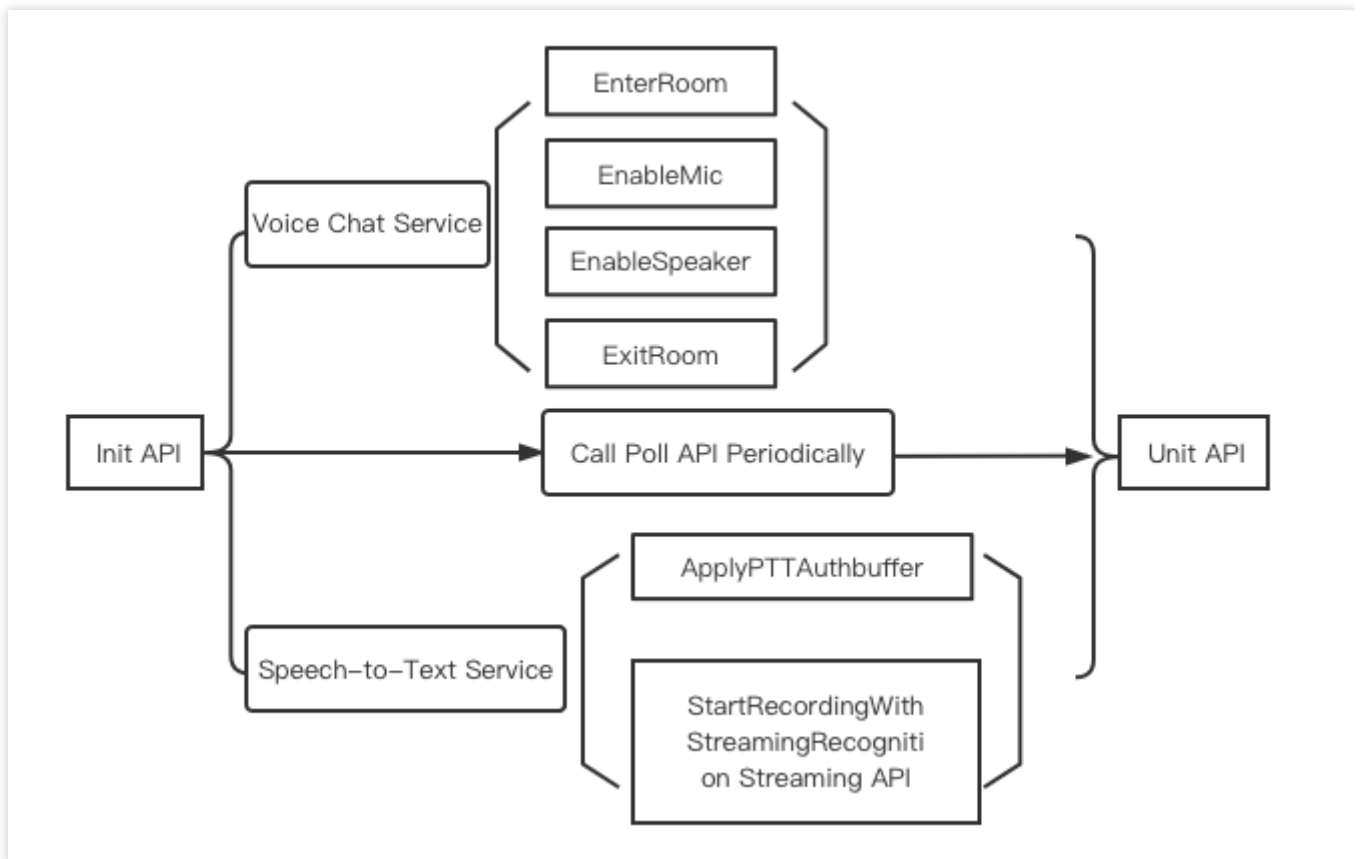 EnterRoom
EnableMic
Voice Chat Service
EnableSpeaker
ExitRoom
Init API
Call Poll API Periodically
Unit API
ApplyPTTAuthbuffer
Speech-to-Text Service
StartRecordingWith
StreamingRecogniti
on Streaming API